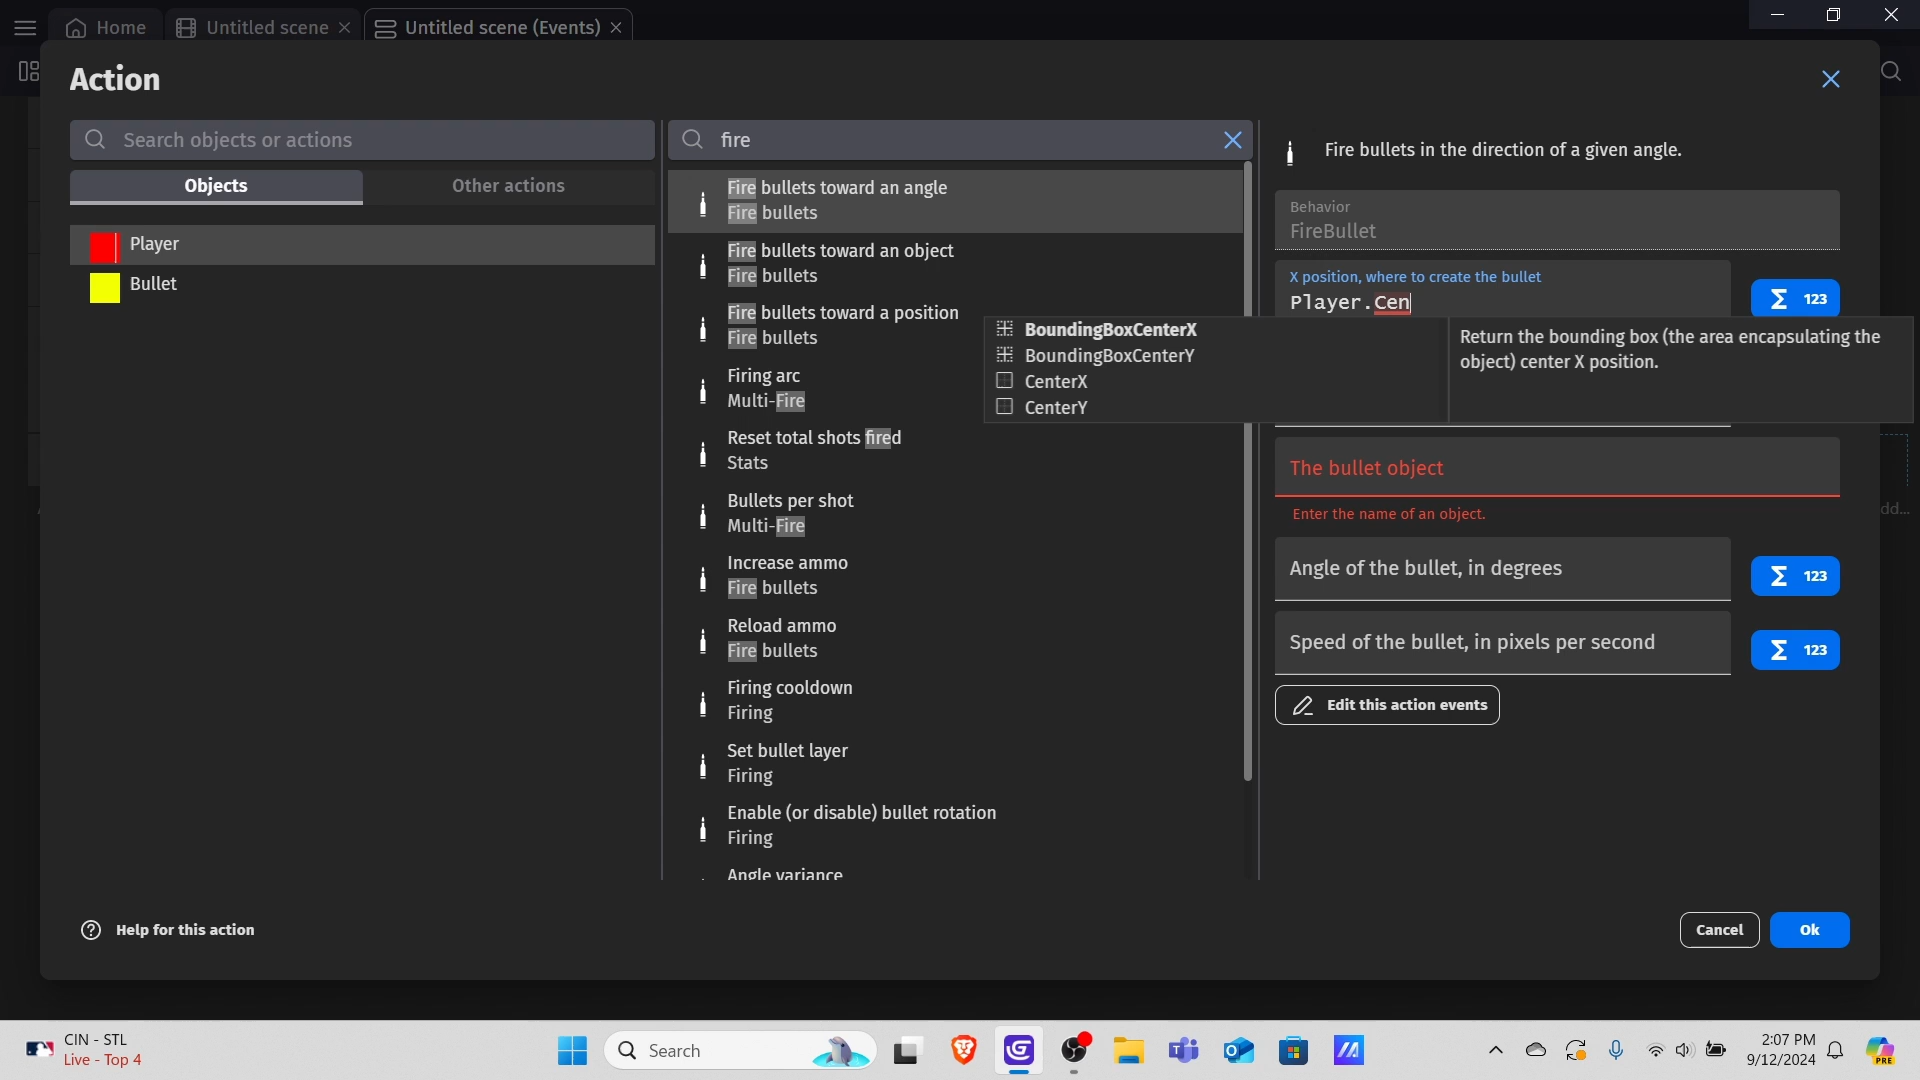 Home
Untitled scene
Untitled scene (Events)
Action
Search objects or actions
Objects
Other actions
Player
Bullet
fire
Fire bullets toward an angle
Fire bullets
Fire bullets toward an object
Fire bullets
Fire bullets toward a position
Fire bullets
Firing arc
Multi-Fire
Reset total shots fired
Stats
Bullets per shot
Multi-Fire
Increase ammo
Fire bullets
Reload ammo
Fire bullets
Firing cooldown
Firing
Set bullet layer
Firing
Enable (or disable) bullet rotation
Firing
Angle variance
Fire bullets in the direction of a given angle.
Behavior
FireBullet
X position, where to create the bullet
Player.Cen
Σ 123
BoundingBoxCenterX
BoundingBoxCenterY
CenterX
CenterY
Return the bounding box (the area encapsulating the
object) center X position.
The bullet object
Enter the name of an object.
Angle of the bullet, in degrees
Σ 123
Speed of the bullet, in pixels per second
Σ 123
Edit this action events
dd...
Help for this action
Cancel
Ok
CIN - STL
Live - Top 4
Search
2:07 PM
9/12/2024
PRE